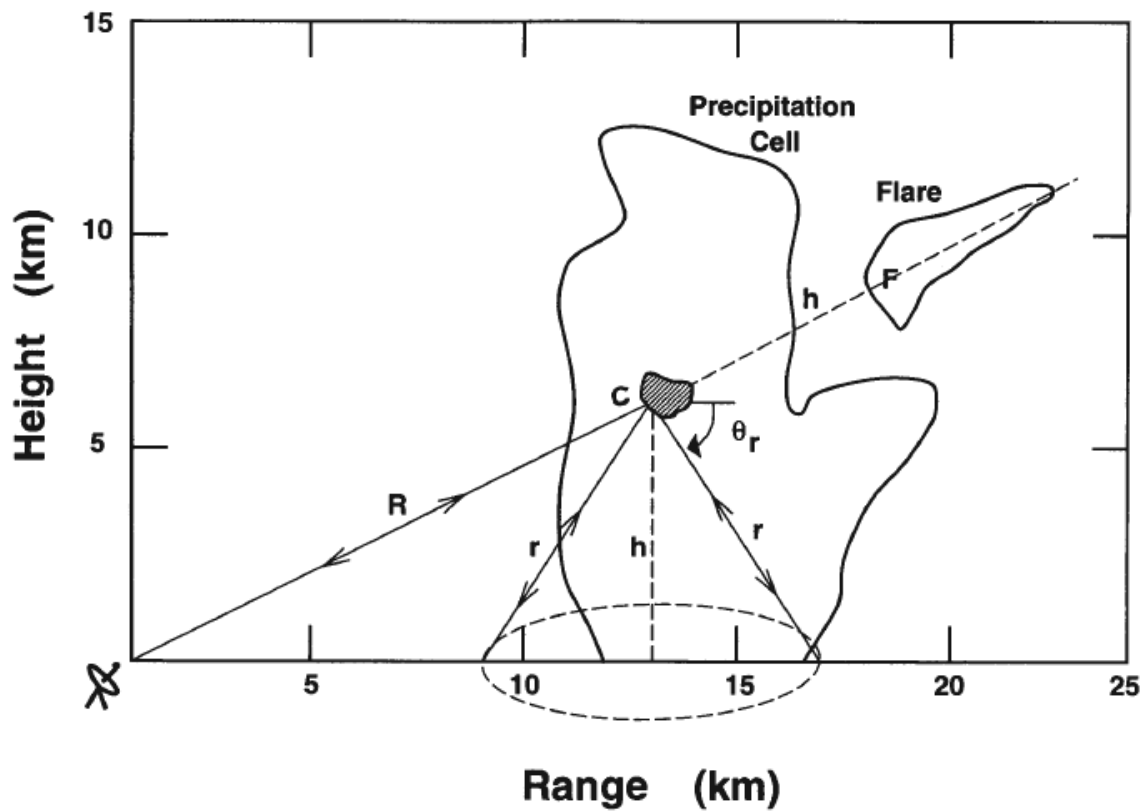 15
Precipitation
Cell
Flare
10
F
h
C
θr
5
R
r
h
r
5
10
15
20
25
Height (km)
Range (km)